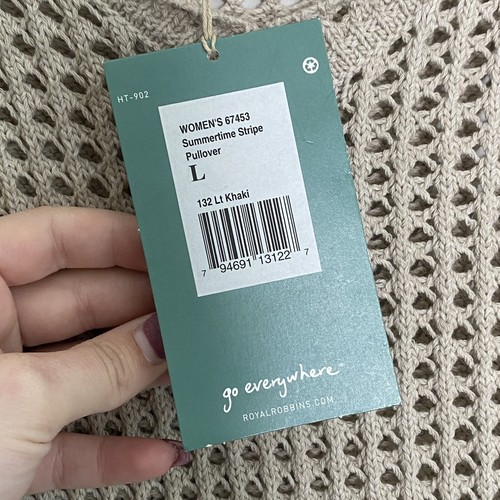 HT-902
WOMEN'S 67453
Summertime Stripe
Pullover
L
132 Lt Khaki
7 94691 13122 7
go everywhere
ROYALROBBINS.COM